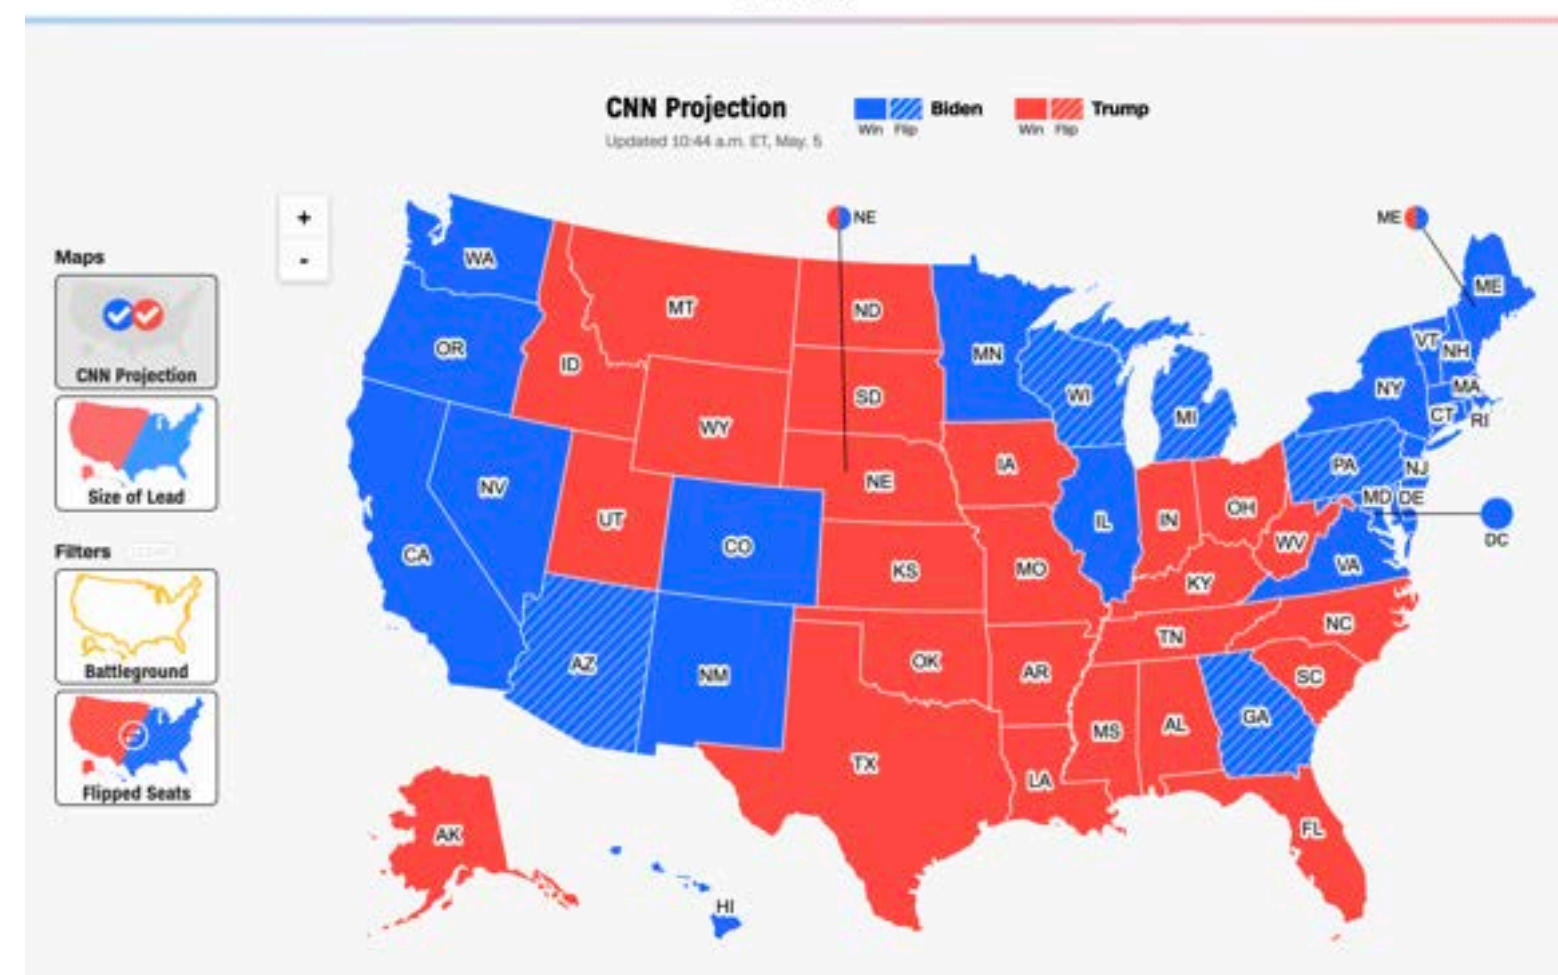 CNN Projection
Biden
Trump
Win Flip
Win Flip
Updated 10:44 a.m. ET, May. 5
+
-
Maps
CNN Projection
Size of Lead
Filters
Battleground
Flipped Seats
NE
ME
WA
ME
MT
ND
VT
OR
MN
NH
ID
NY
MA
SD
WI
CT
RI
MI
WY
IA
PA
NJ
NE
NV
MD
DE
OH
UT
IL
IN
DC
WV
CO
CA
VA
KS
MO
KY
NC
TN
AZ
OK
AR
NM
SC
GA
MS
AL
TX
LA
FL
AK
HI